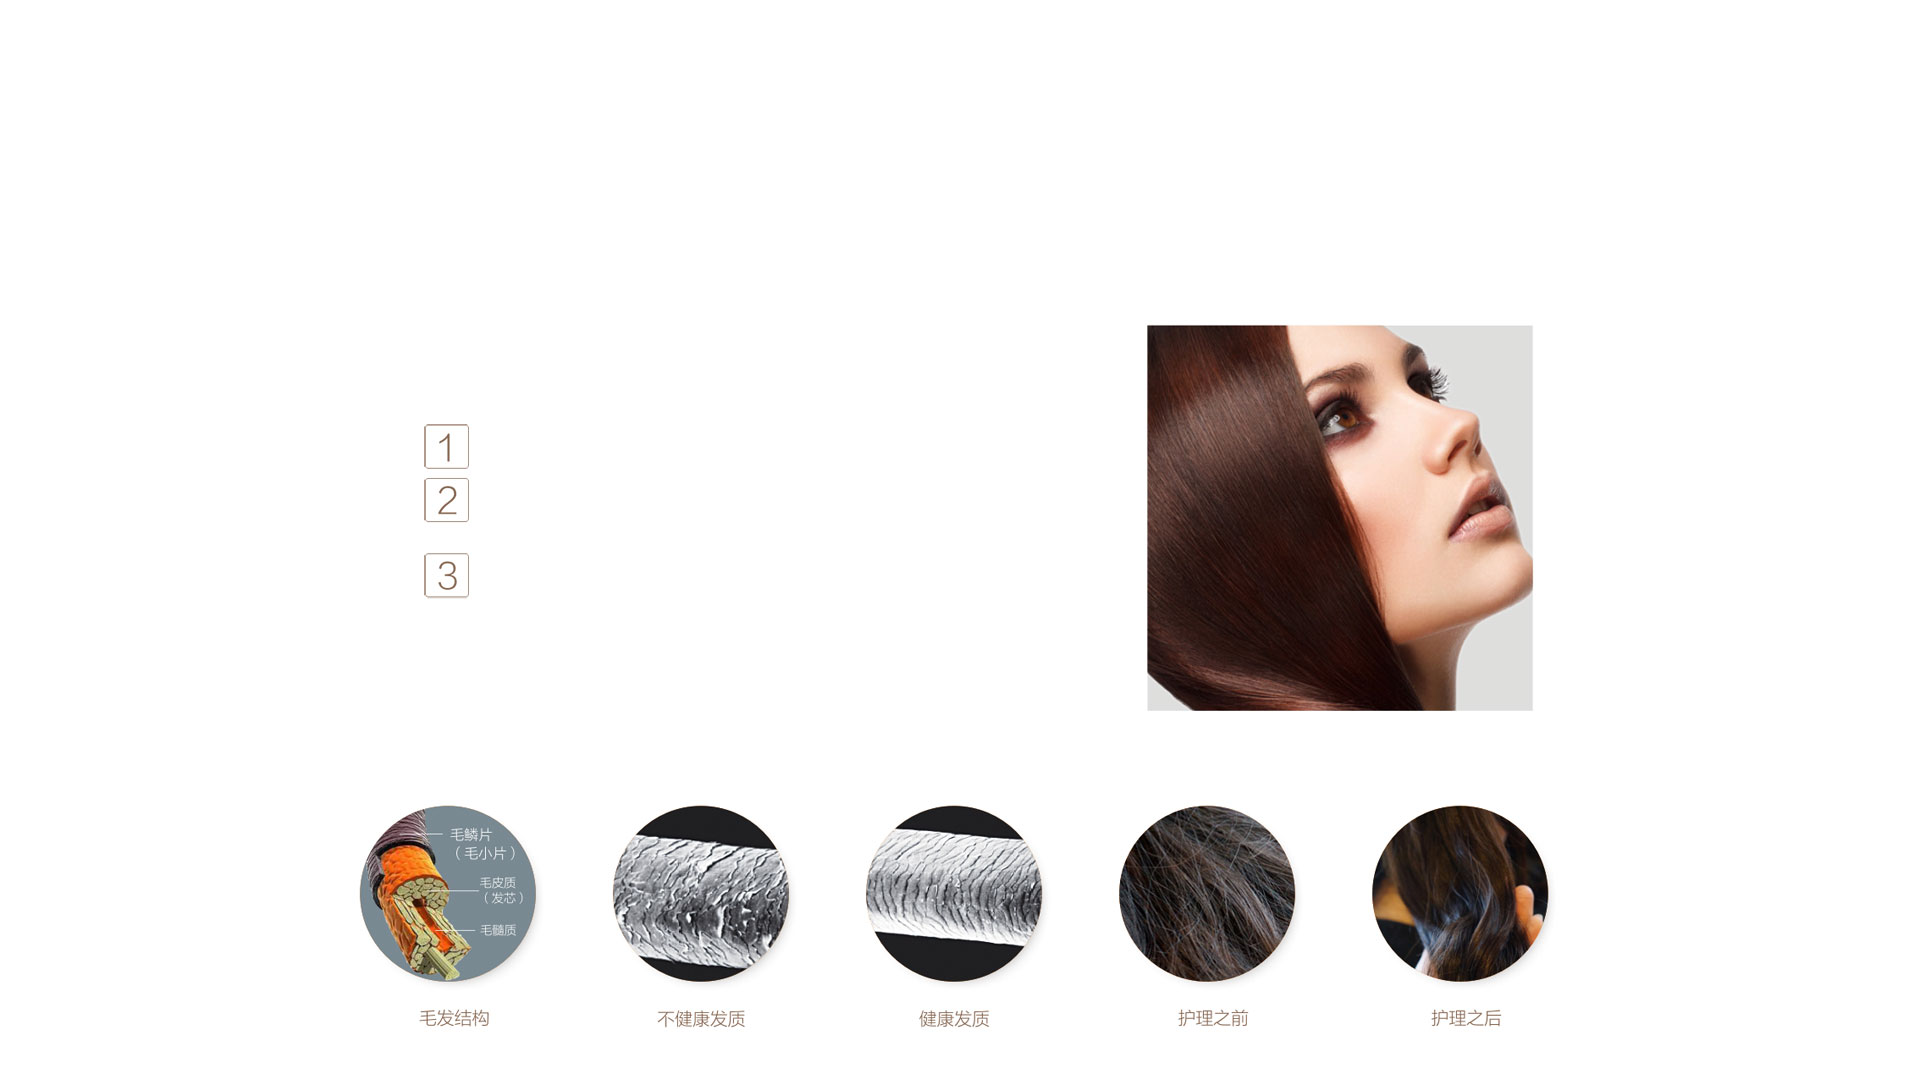 1
2
3
毛鳞片
（毛小片）
毛皮质
（发芯）
毛髓质
毛发结构
不健康发质
健康发质
护理之前
护理之后